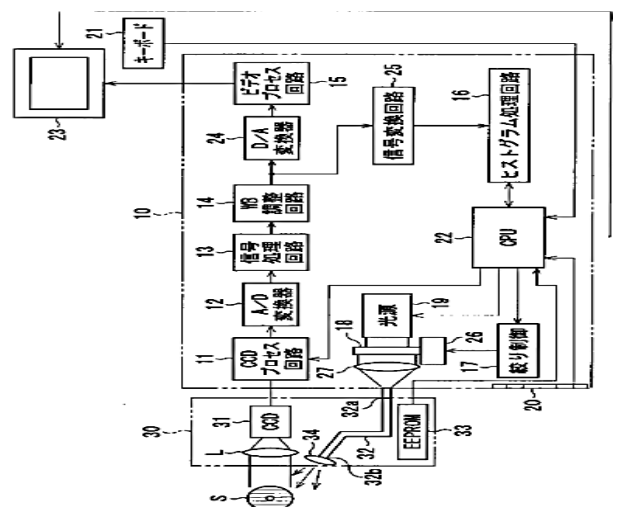 23
キーボード
21
10
CCD
プロセス
回路
11
A/D
変換器
12
信号
処理
回路
13
WB
調整
回路
14
D/A
変換器
24
ビデオ
プロセス
回路
15
信号変換回路
25
ヒストグラム処理回路
16
CPU
22
光源
19
18
27
26
絞り制御
17
20
30
CCD
31
L
S
32a
32
34
32b
EEPROM
33